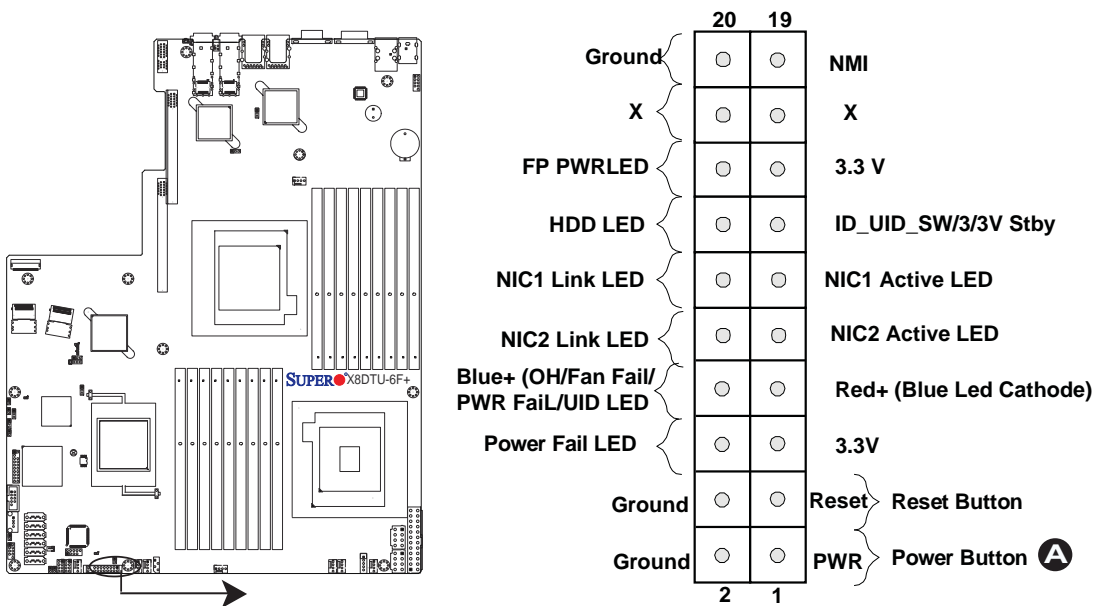 20 19
Ground NMI
X X
FP PWRLED 3.3 V
HDD LED ID_UID_SW/3/3V Stby
NIC1 Link LED NIC1 Active LED
NIC2 Link LED NIC2 Active LED
Blue+ (OH/Fan Fail/
PWR FaiL/UID LED Red+ (Blue Led Cathode)
Power Fail LED 3.3V
Ground Reset Reset Button
Ground PWR Power Button A
2 1
SUPER X8DTU-6F+